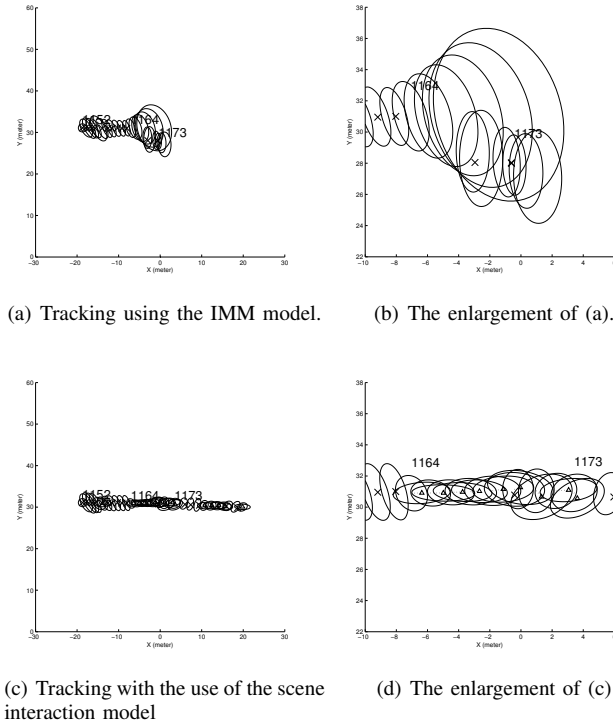 60
50
40
30
20
10
0
Y (meter)
−30 −20 −10 0 10 20 30
X (meter)
1152 1164
1173
38
36
34
32
30
28
26
24
22
Y (meter)
−10 −8 −6 −4 −2 0 2 4 6
X (meter)
1164
1173
(a) Tracking using the IMM model.
(b) The enlargement of (a).
60
50
40
30
20
10
0
Y (meter)
−30 −20 −10 0 10 20 30
X (meter)
1152 1164 1173
38
36
34
32
30
28
26
24
22
Y (meter)
−10 −8 −6 −4 −2 0 2 4 6
X (meter)
1164 1173
(c) Tracking with the use of the scene
interaction model
(d) The enlargement of (c)